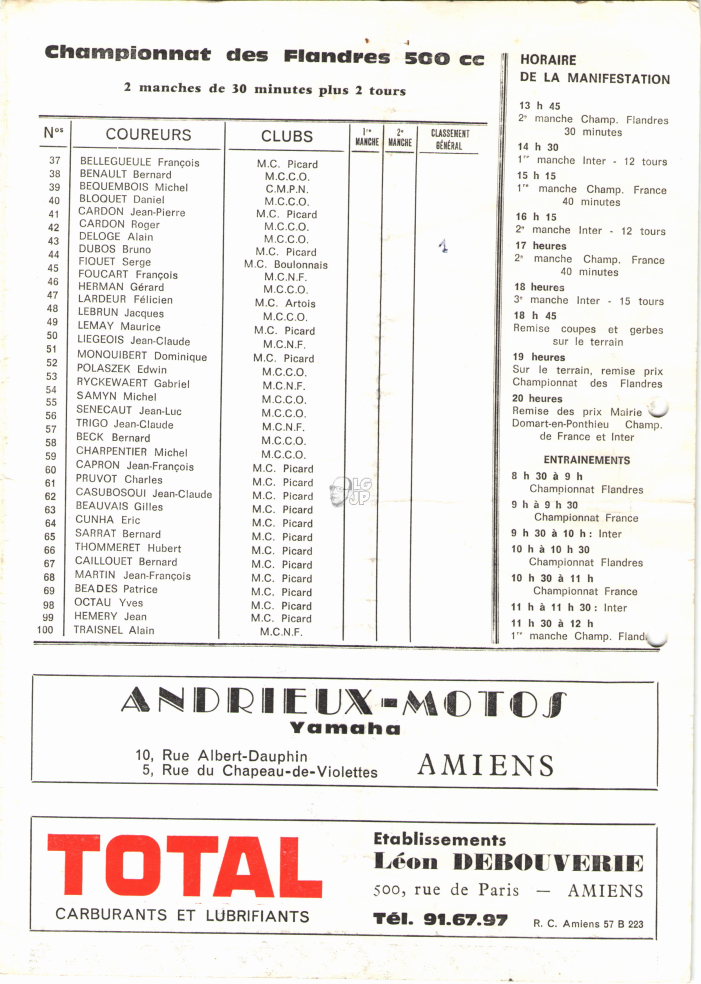 Championnat des Flandres 500 cc
2 manches de 30 minutes plus 2 tours
Nos COUREURS CLUBS 1re MANCHE 2e MANCHE CLASSEMENT GÉNÉRAL
37 BELLEGUEULE François M.C. Picard
38 BENAULT Bernard M.C.C.O.
39 BEQUEMBOIS Michel C.M.P.N.
40 BLOQUET Daniel M.C.C.O.
41 CARDON Jean-Pierre M.C. Picard
42 CARDON Roger M.C.C.O.
43 DELOGE Alain M.C.C.O. 1
44 DUBOS Bruno M.C. Picard
45 FIQUET Serge M.C. Boulonnais
46 FOUCART François M.C.N.F.
47 HERMAN Gérard M.C.C.O.
48 LARDEUR Félicien M.C. Artois
49 LEBRUN Jacques M.C.C.O.
50 LEMAY Maurice M.C. Picard
51 LIEGEOIS Jean-Claude M.C.N.F.
52 MONQUIBERT Dominique M.C. Picard
53 POLASZEK Edwin M.C.C.O.
54 RYCKEWAERT Gabriel M.C.N.F.
55 SAMYN Michel M.C.C.O.
56 SENECAUT Jean-Luc M.C.C.O.
57 TRIGO Jean-Claude M.C.N.F.
58 BECK Bernard M.C.C.O.
59 CHARPENTIER Michel M.C.C.O.
60 CAPRON Jean-François M.C. Picard
61 PRUVOT Charles M.C. Picard
62 CASUBOSOUI Jean-Claude M.C. Picard
63 BEAUVAIS Gilles M.C. Picard
64 CUNHA Eric M.C. Picard
65 SARRAT Bernard M.C. Picard
66 THOMMERET Hubert M.C. Picard
67 CAILLOUET Bernard M.C. Picard
68 MARTIN Jean-François M.C. Picard
69 BEADES Patrice M.C. Picard
98 OCTAU Yves M.C. Picard
99 HEMERY Jean M.C. Picard
100 TRAISNEL Alain M.C.N.F.
LG
JP
HORAIRE
DE LA MANIFESTATION
13 h 45
2e manche Champ. Flandres
30 minutes
14 h 30
1re manche Inter - 12 tours
15 h 15
1re manche Champ. France
40 minutes
16 h 15
2e manche Inter - 12 tours
17 heures
2e manche Champ. France
40 minutes
18 heures
3e manche Inter - 15 tours
18 h 45
Remise coupes et gerbes
sur le terrain
19 heures
Sur le terrain, remise prix
Championnat des Flandres
20 heures
Remise des prix Mairie
Domart-en-Ponthieu Champ.
de France et Inter
ENTRAINEMENTS
8 h 30 à 9 h
Championnat Flandres
9 h à 9 h 30
Championnat France
9 h 30 à 10 h : Inter
10 h à 10 h 30
Championnat Flandres
10 h 30 à 11 h
Championnat France
11 h à 11 h 30 : Inter
11 h 30 à 12 h
1re manche Champ. Fland
ANDRIEUX-MOTOS
Yamaha
10, Rue Albert-Dauphin
5, Rue du Chapeau-de-Violettes
AMIENS
TOTAL
CARBURANTS ET LUBRIFIANTS
Etablissements
Léon DEBOUVERIE
500, rue de Paris — AMIENS
Tél. 91.67.97 R. C. Amiens 57 B 223